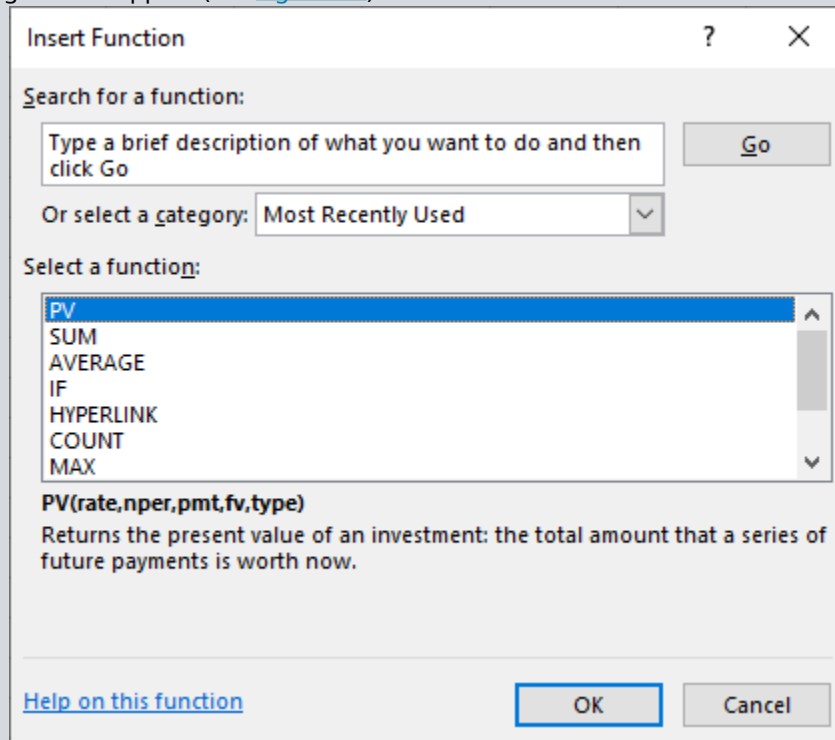 Insert Function
?
Search for a function:
Type a brief description of what you want to do and then
click Go
Go
Or select a category:
Most Recently Used
Select a function:
PV
SUM
AVERAGE
IF
HYPERLINK
COUNT
MAX
PV(rate,nper,pmt,fv,type)
Returns the present value of an investment: the total amount that a series of
future payments is worth now.
Help on this function
OK
Cancel